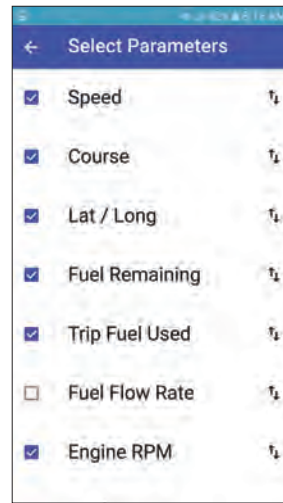 Select Parameters
Speed
Course
Lat / Long
Fuel Remaining
Trip Fuel Used
Fuel Flow Rate
Engine RPM